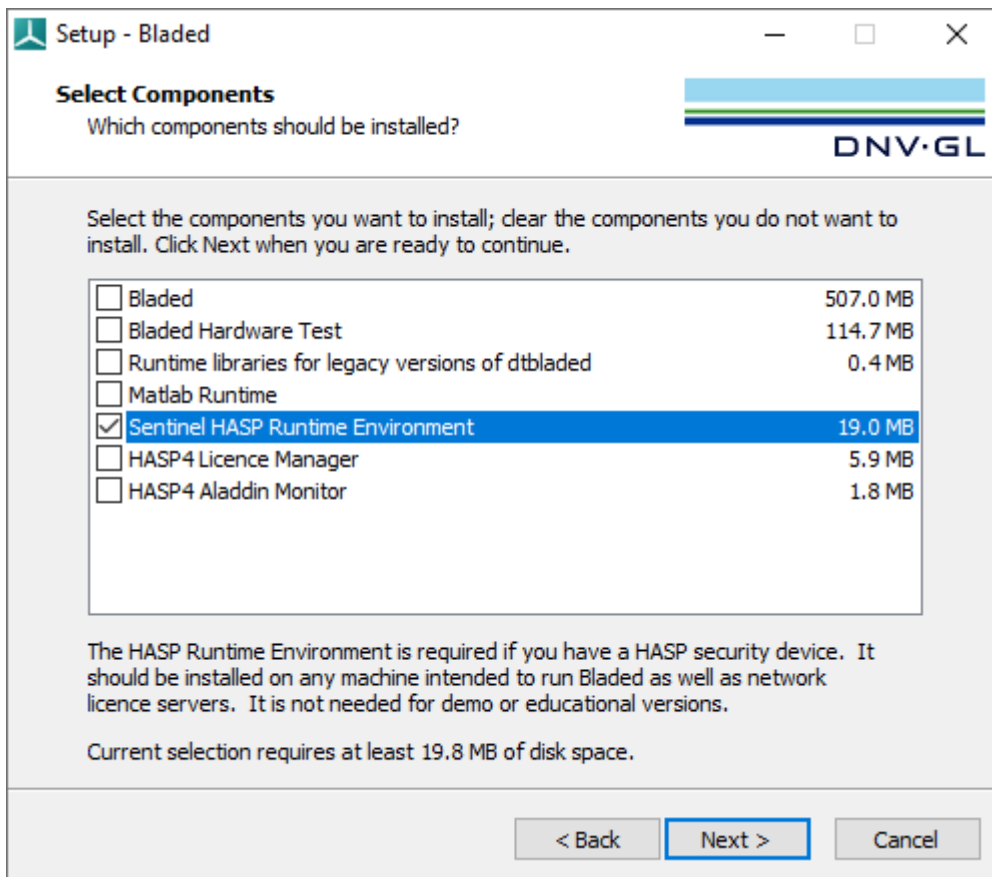 Setup - Bladed
Select Components
Which components should be installed?
DNV·GL
Select the components you want to install; clear the components you do not want to
install. Click Next when you are ready to continue.
Bladed 507.0 MB
Bladed Hardware Test 114.7 MB
Runtime libraries for legacy versions of dtbladed 0.4 MB
Matlab Runtime
Sentinel HASP Runtime Environment 19.0 MB
HASP4 Licence Manager 5.9 MB
HASP4 Aladdin Monitor 1.8 MB
The HASP Runtime Environment is required if you have a HASP security device.  It
should be installed on any machine intended to run Bladed as well as network
licence servers.  It is not needed for demo or educational versions.
Current selection requires at least 19.8 MB of disk space.
< Back Next > Cancel